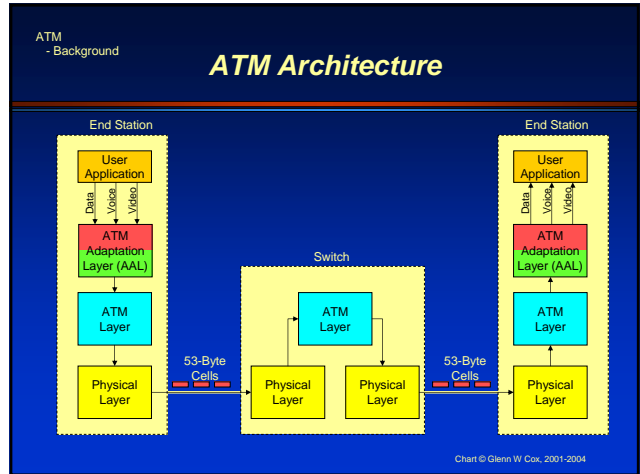 ATM
- Background
ATM Architecture
End Station
End Station
User
Application
User
Application
Data
Voice
Video
Data
Voice
Video
ATM
Adaptation
Layer (AAL)
ATM
Adaptation
Layer (AAL)
Switch
ATM
Layer
ATM
Layer
ATM
Layer
53-Byte
Cells
53-Byte
Cells
Physical
Layer
Physical
Layer
Physical
Layer
Physical
Layer
Chart © Glenn W Cox, 2001-2004